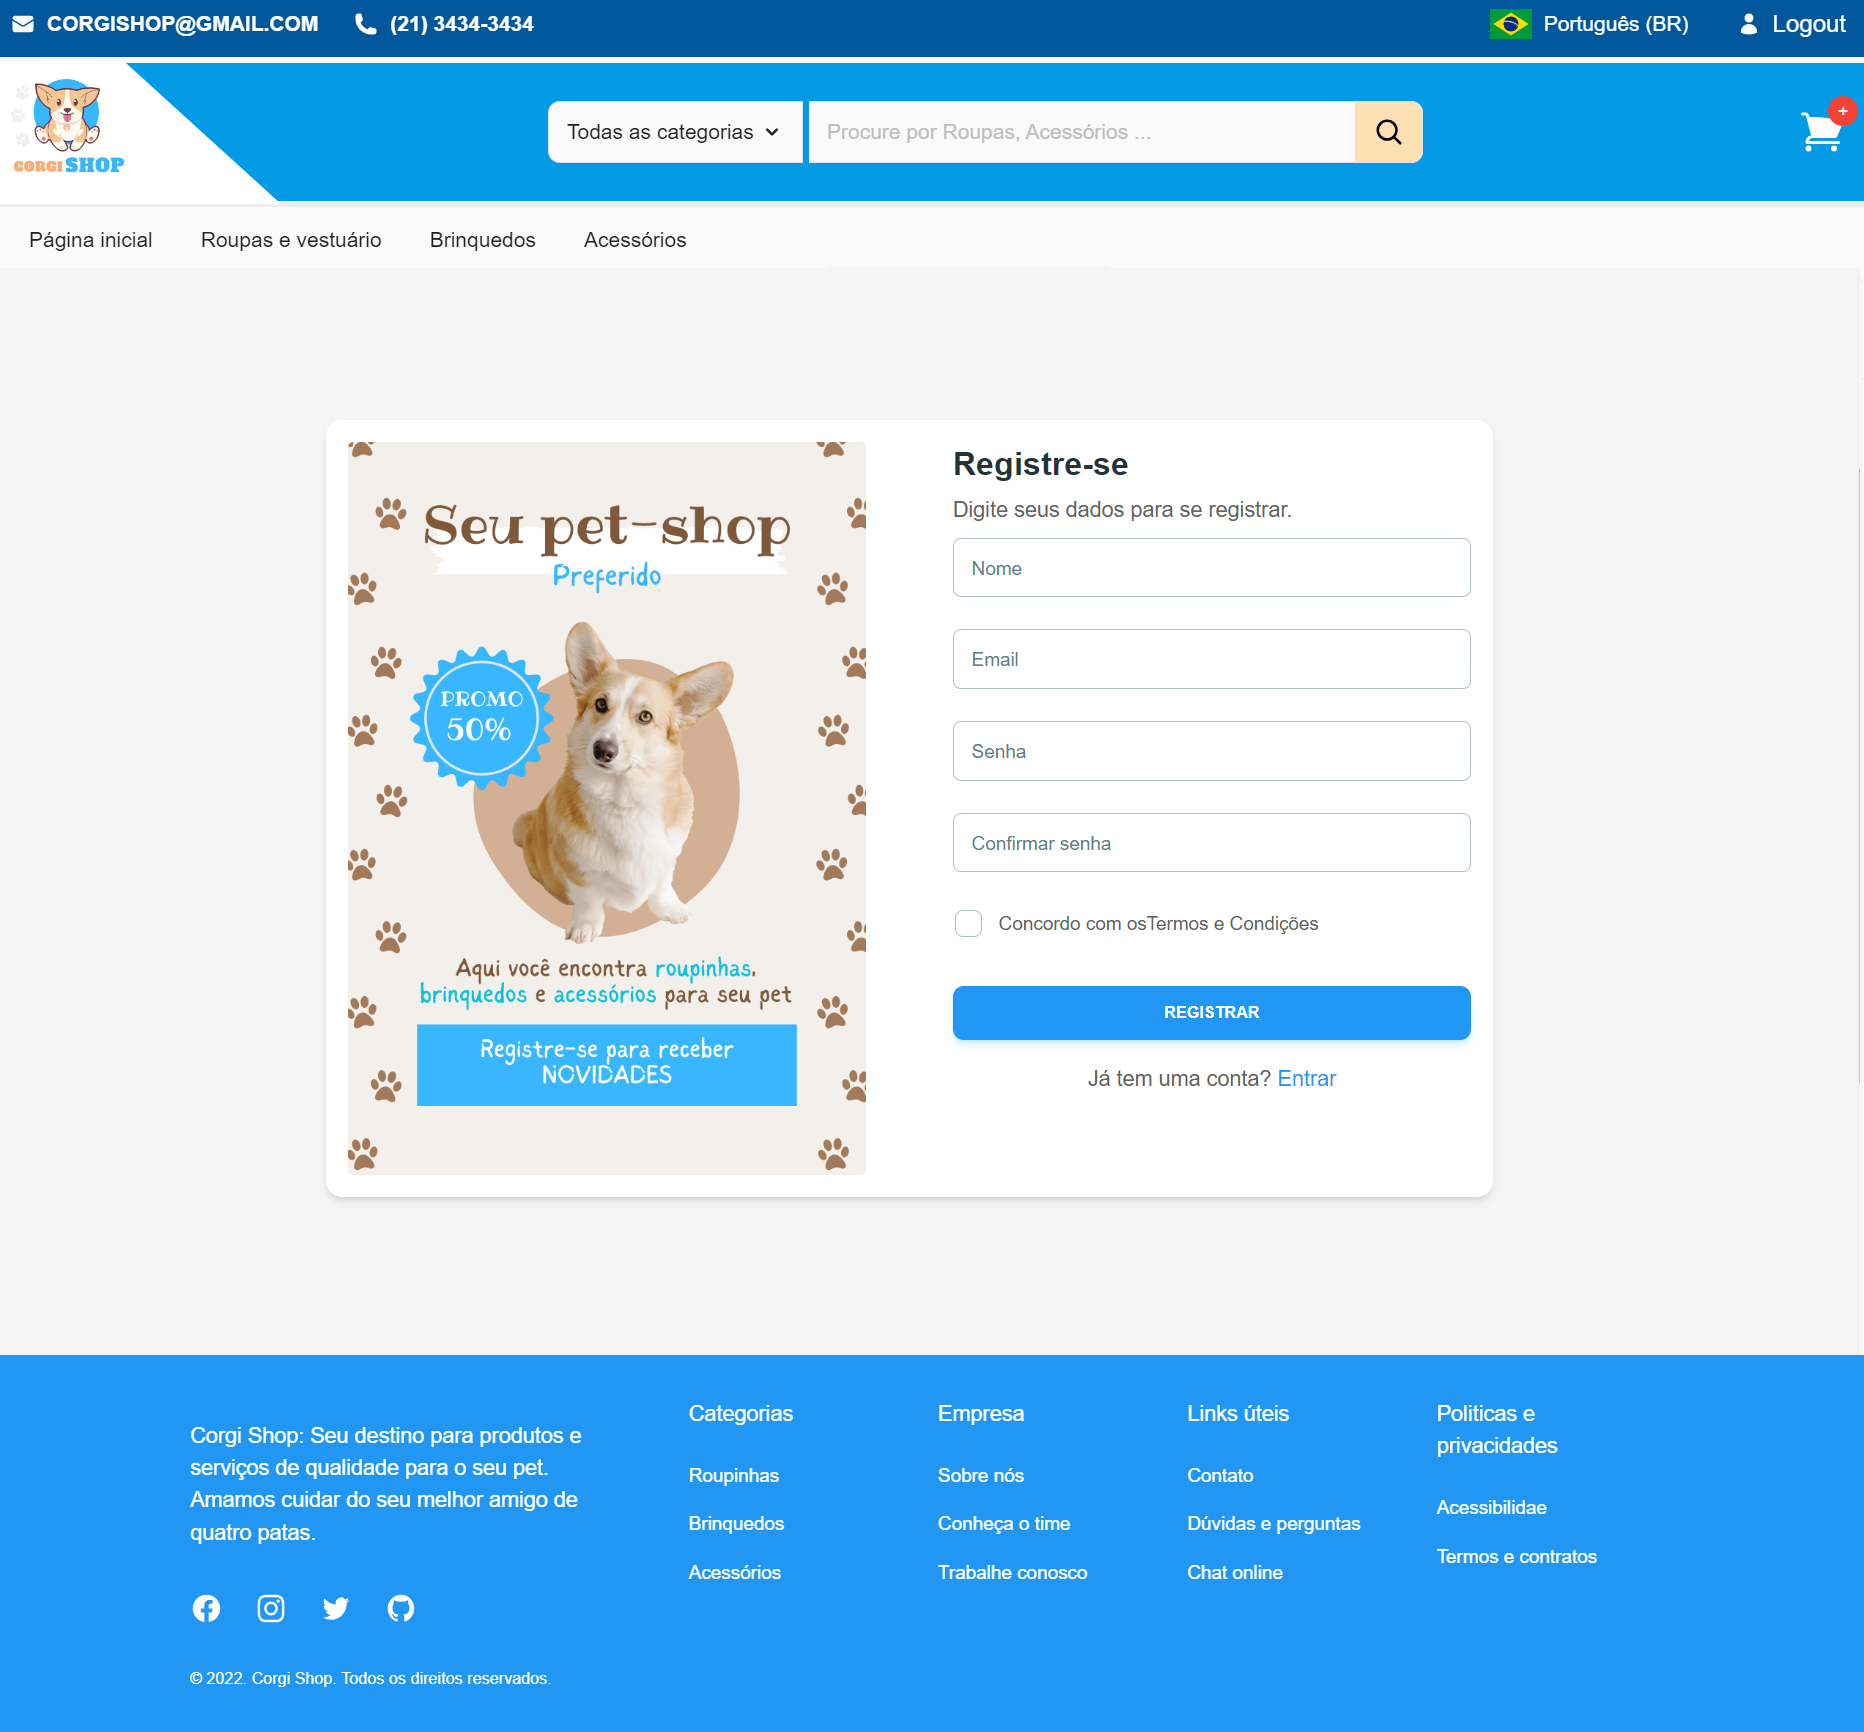 CORGISHOP@GMAIL.COM
(21) 3434-3434
Português (BR)
Logout
CORGI SHOP
Todas as categorias
Procure por Roupas, Acessórios ...
+
Página inicial
Roupas e vestuário
Brinquedos
Acessórios
Seu pet-shop
Preferido
PROMO
50%
Aqui você encontra roupinhas,
brinquedos e acessórios para seu pet
Registre-se para receber
NOVIDADES
Registre-se
Digite seus dados para se registrar.
Nome
Email
Senha
Confirmar senha
Concordo com osTermos e Condições
REGISTRAR
Já tem uma conta? Entrar
Corgi Shop: Seu destino para produtos e
serviços de qualidade para o seu pet.
Amamos cuidar do seu melhor amigo de
quatro patas.
© 2022. Corgi Shop. Todos os direitos reservados.
Categorias
Roupinhas
Brinquedos
Acessórios
Empresa
Sobre nós
Conheça o time
Trabalhe conosco
Links úteis
Contato
Dúvidas e perguntas
Chat online
Politicas e
privacidades
Acessibilidae
Termos e contratos